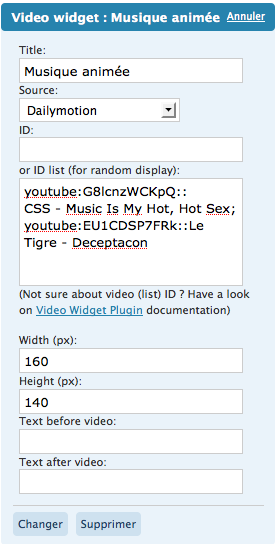 Video widget : Musique animée Annuler
Title:
Musique animée
Source:
Dailymotion
ID:
or ID list (for random display):
youtube:G8lcnzWCKpQ::
CSS - Music Is My Hot, Hot Sex;
youtube:EU1CDSP7FRk::Le
Tigre - Deceptacon
(Not sure about video (list) ID ? Have a look
on Video Widget Plugin documentation)
Width (px):
160
Height (px):
140
Text before video:
Text after video:
Changer Supprimer